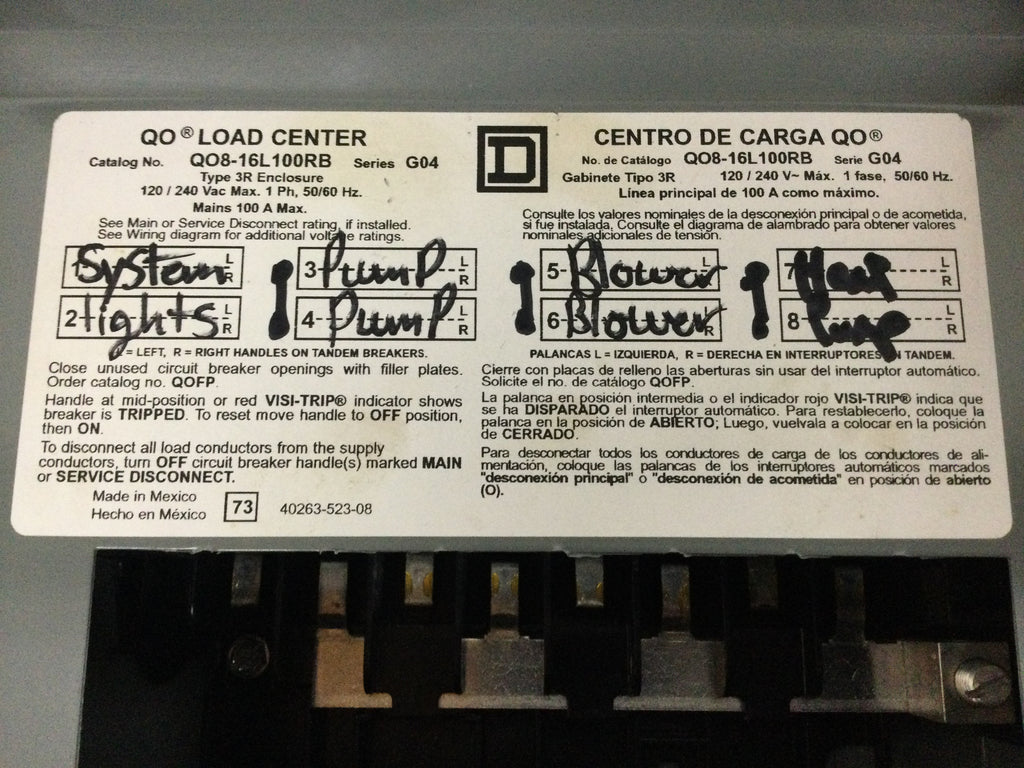 QO® LOAD CENTER
Catalog No. QO8-16L100RB Series G04
Type 3R Enclosure
120 / 240 Vac Max. 1 Ph, 50/60 Hz.
Mains 100 A Max.
See Main or Service Disconnect rating, if installed.
See Wiring diagram for additional voltage ratings.
1 System L R
3 Pump L R
2 lights L R
4 Pump L R
L = LEFT, R = RIGHT HANDLES ON TANDEM BREAKERS.
Close unused circuit breaker openings with filler plates.
Order catalog no. QOFP.
Handle at mid-position or red VISI-TRIP® indicator shows
breaker is TRIPPED. To reset move handle to OFF position,
then ON.
To disconnect all load conductors from the supply
conductors, turn OFF circuit breaker handle(s) marked MAIN
or SERVICE DISCONNECT.
Made in Mexico
Hecho en México
73
40263-523-08
D
CENTRO DE CARGA QO®
No. de Catálogo QO8-16L100RB Serie G04
Gabinete Tipo 3R 120 / 240 V~ Máx. 1 fase, 50/60 Hz.
Línea principal de 100 A como máximo.
Consulte los valores nominales de la desconexión principal o de acometida,
si fue instalada, Consulte el diagrama de alambrado para obtener valores
nominales adicionales de tensión.
5 Blower L R
7 L R
6 Blower L R
8 L R
PALANCAS L = IZQUIERDA, R = DERECHA EN INTERRUPTORES EN TANDEM.
Cierre con placas de relleno las aberturas sin usar del interruptor automático.
Solicite el no. de catálogo QOFP.
La palanca en posición intermedia o el indicador rojo VISI-TRIP® indica que
se ha DISPARADO el interruptor automático. Para restablecerlo, coloque la
palanca en la posición de ABIERTO; Luego, vuelvala a colocar en la posición
de CERRADO.
Para desconectar todos los conductores de carga de los conductores de ali-
mentación, coloque las palancas de los interruptores automáticos marcados
"desconexión principal" o "desconexión de acometida" en posición de abierto
(O).